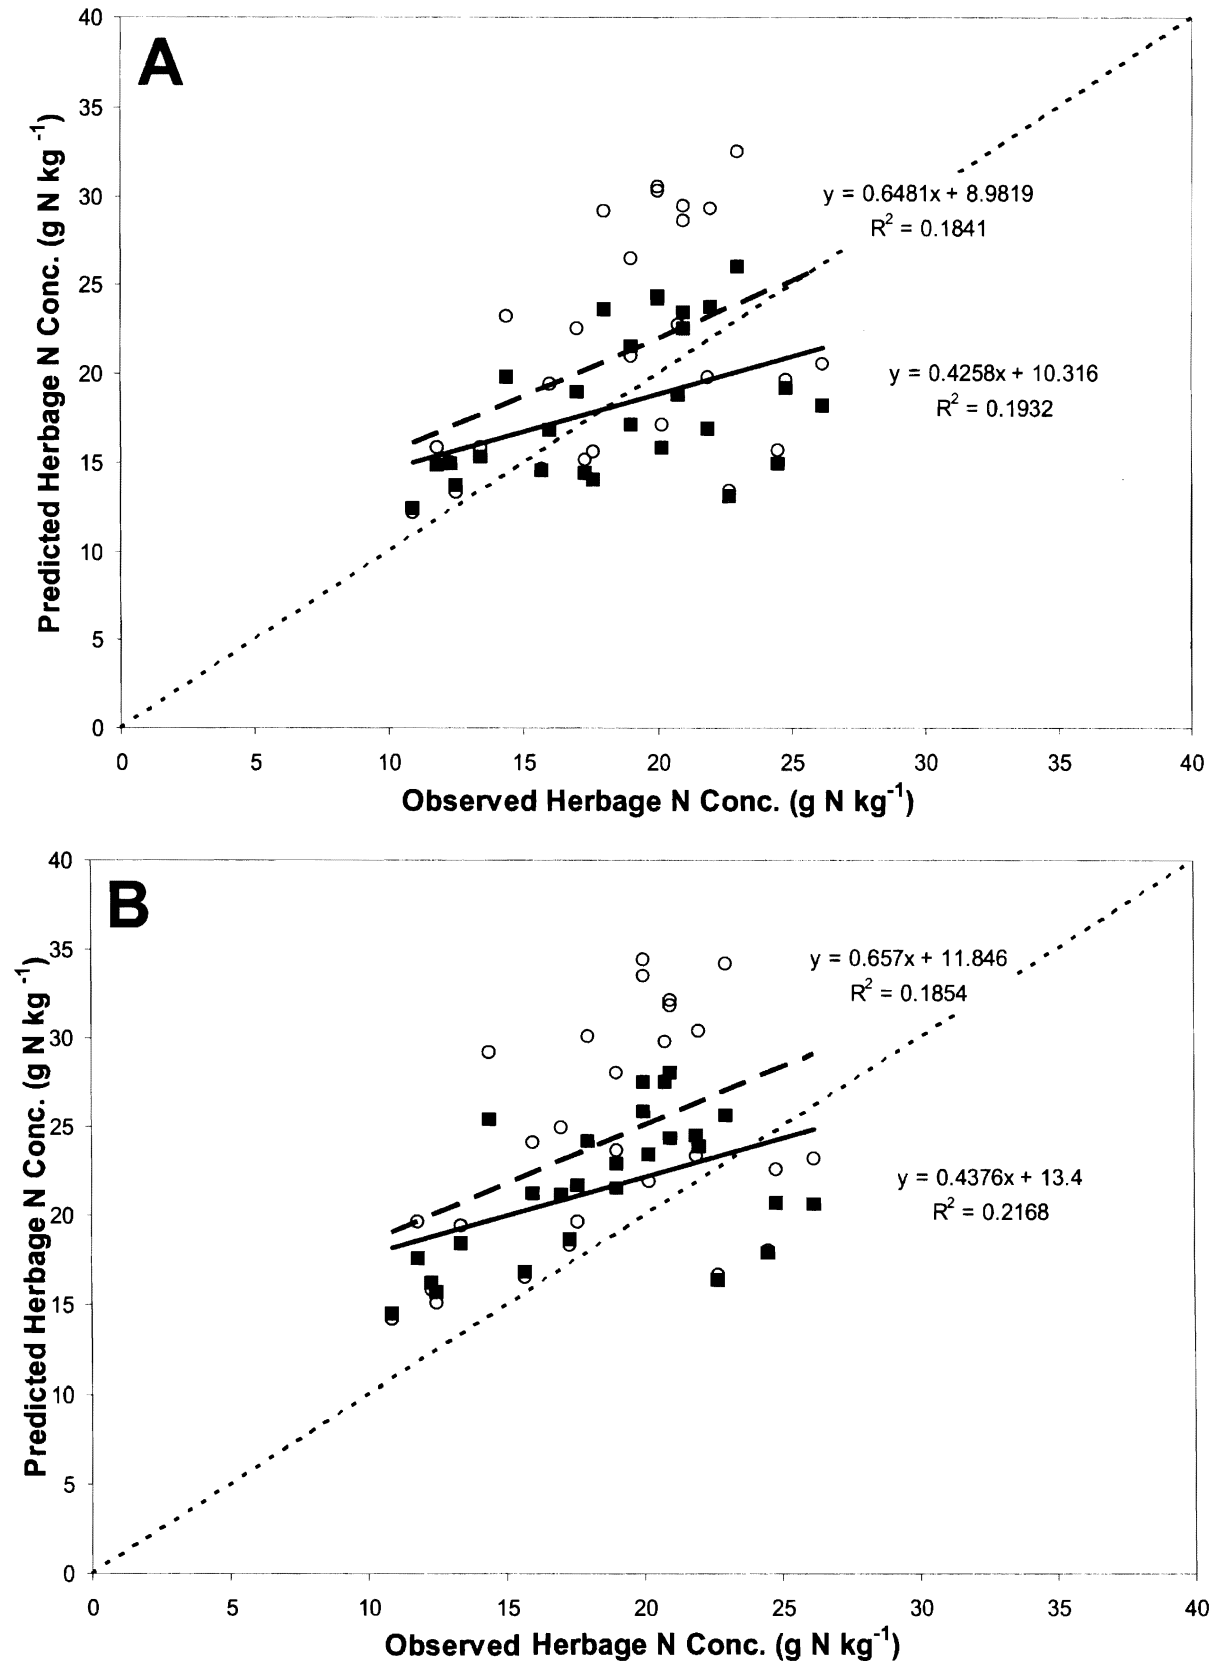 A
40
35
30
25
20
15
10
5
0
Predicted Herbage N Conc. (g N kg⁻¹)
y = 0.6481x + 8.9819
R² = 0.1841
y = 0.4258x + 10.316
R² = 0.1932
0 5 10 15 20 25 30 35 40
Observed Herbage N Conc. (g N kg⁻¹)
B
40
35
30
25
20
15
10
5
0
Predicted Herbage N Conc. (g N kg⁻¹)
y = 0.657x + 11.846
R² = 0.1854
y = 0.4376x + 13.4
R² = 0.2168
0 5 10 15 20 25 30 35 40
Observed Herbage N Conc. (g N kg⁻¹)